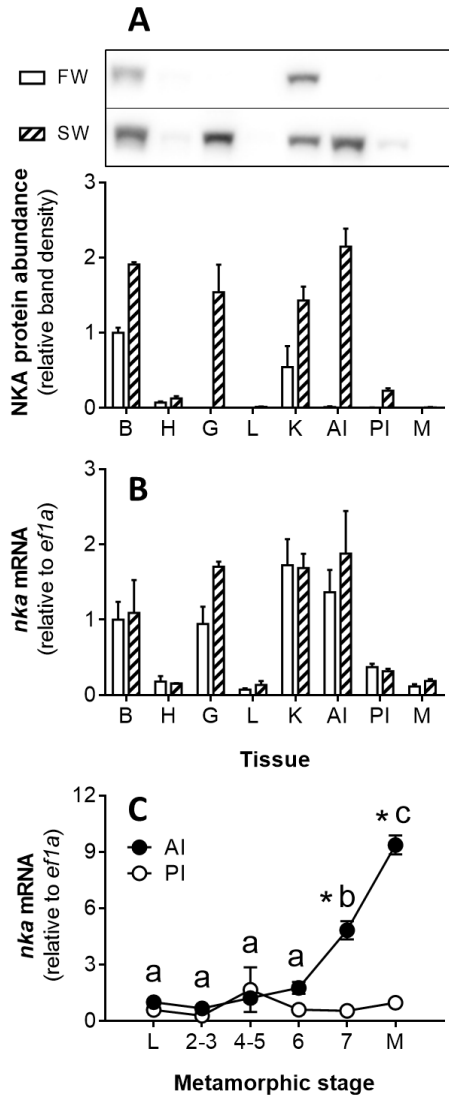 A
FW
SW
NKA protein abundance
(relative band density)
3
2
1
0
B H G L K AI PI M
B
nka mRNA
(relative to ef1a)
3
2
1
0
B H G L K AI PI M
Tissue
C
AI
PI
nka mRNA
(relative to ef1a)
12
9
6
3
0
a a a a * b * c
L 2-3 4-5 6 7 M
Metamorphic stage